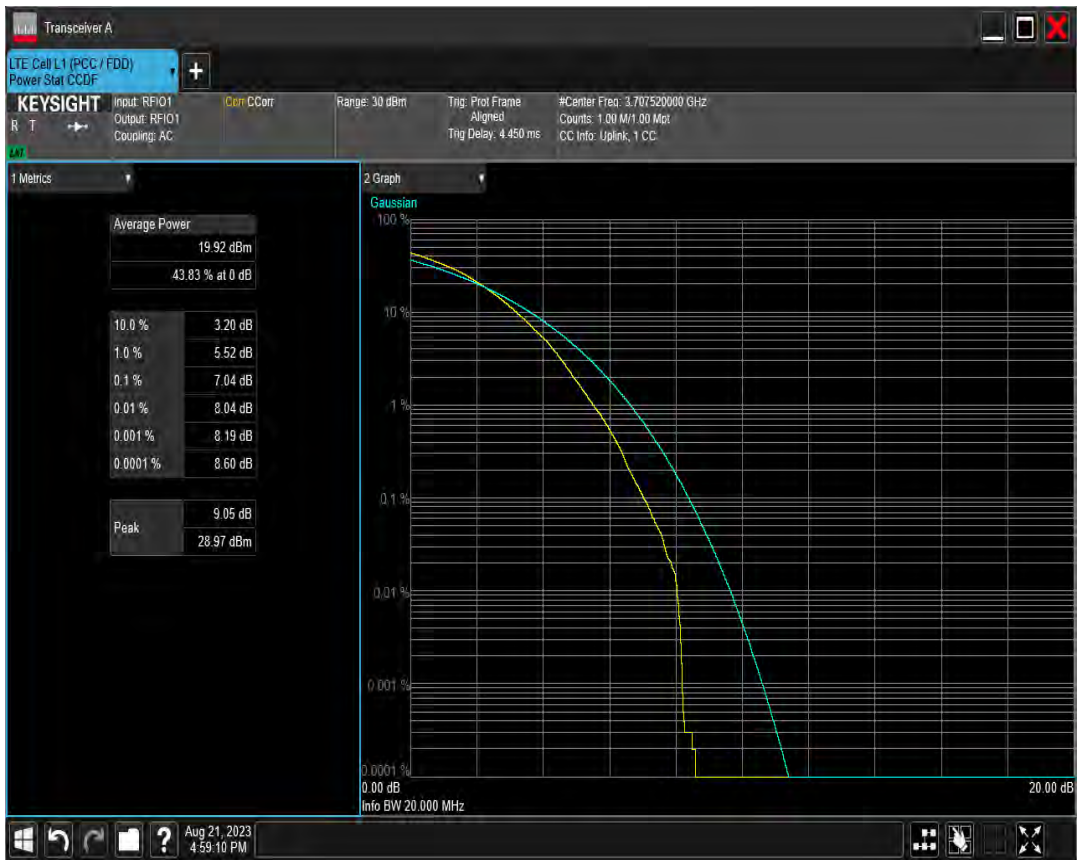 Transceiver A
LTE Cell L1 (PCC / FDD)
Power Stat CCDF
+
KEYSIGHT
R T
LXI
Input: RFIO1
Output: RFIO1
Coupling: AC
Corr CCorr
Range: 30 dBm
Trig: Prot Frame
Aligned
Trig Delay: 4.450 ms
#Center Freq: 3.707520000 GHz
Counts: 1.00 M/1.00 Mpt
CC Info: Uplink, 1 CC
1 Metrics
Average Power
19.92 dBm
43.83 % at 0 dB
10.0 % 3.20 dB
1.0 % 5.52 dB
0.1 % 7.04 dB
0.01 % 8.04 dB
0.001 % 8.19 dB
0.0001 % 8.60 dB
Peak
9.05 dB
28.97 dBm
2 Graph
Gaussian
100 %
10 %
1 %
0.1 %
0.01 %
0.001 %
0.0001 %
0.00 dB
20.00 dB
Info BW 20.000 MHz
?
Aug 21, 2023
4:59:10 PM